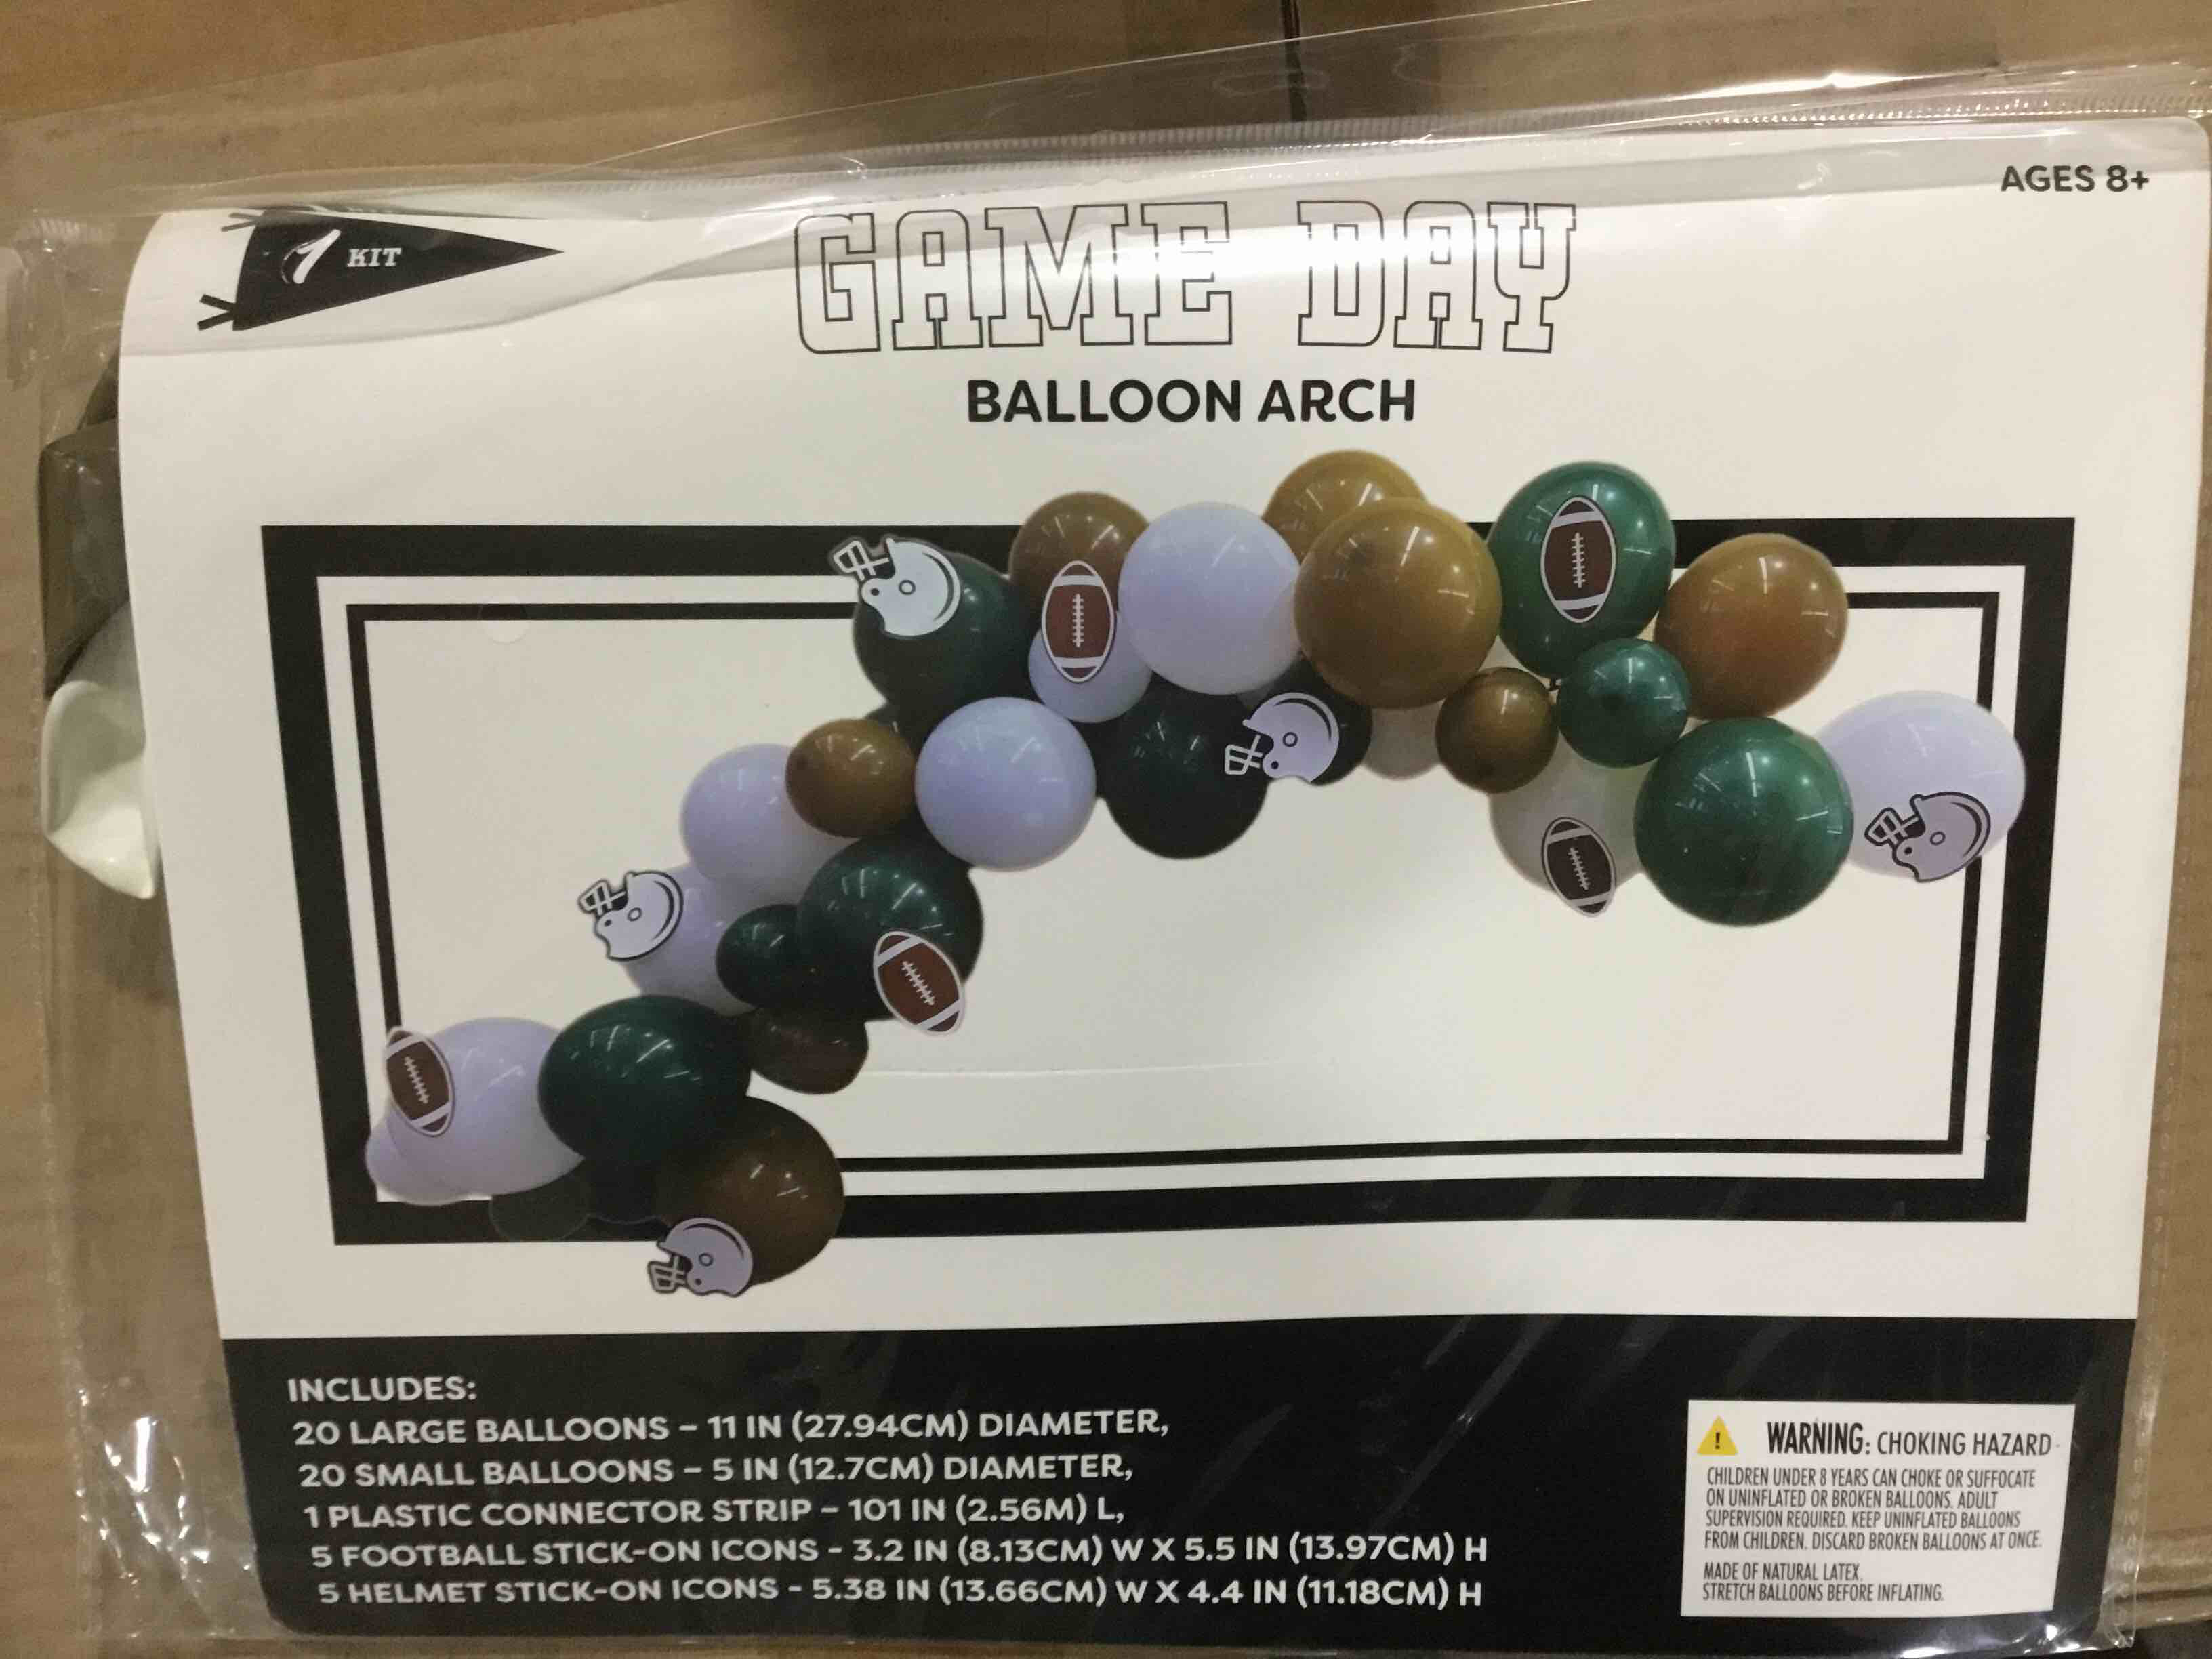 AGES 8+
1 KIT
GAME DAY
BALLOON ARCH
INCLUDES:
20 LARGE BALLOONS – 11 IN (27.94CM) DIAMETER,
20 SMALL BALLOONS – 5 IN (12.7CM) DIAMETER,
1 PLASTIC CONNECTOR STRIP – 101 IN (2.56M) L,
5 FOOTBALL STICK-ON ICONS - 3.2 IN (8.13CM) W X 5.5 IN (13.97CM) H
5 HELMET STICK-ON ICONS - 5.38 IN (13.66CM) W X 4.4 IN (11.18CM) H
WARNING: CHOKING HAZARD -
CHILDREN UNDER 8 YEARS CAN CHOKE OR SUFFOCATE
ON UNINFLATED OR BROKEN BALLOONS. ADULT
SUPERVISION REQUIRED. KEEP UNINFLATED BALLOONS
FROM CHILDREN. DISCARD BROKEN BALLOONS AT ONCE.
MADE OF NATURAL LATEX.
STRETCH BALLOONS BEFORE INFLATING.